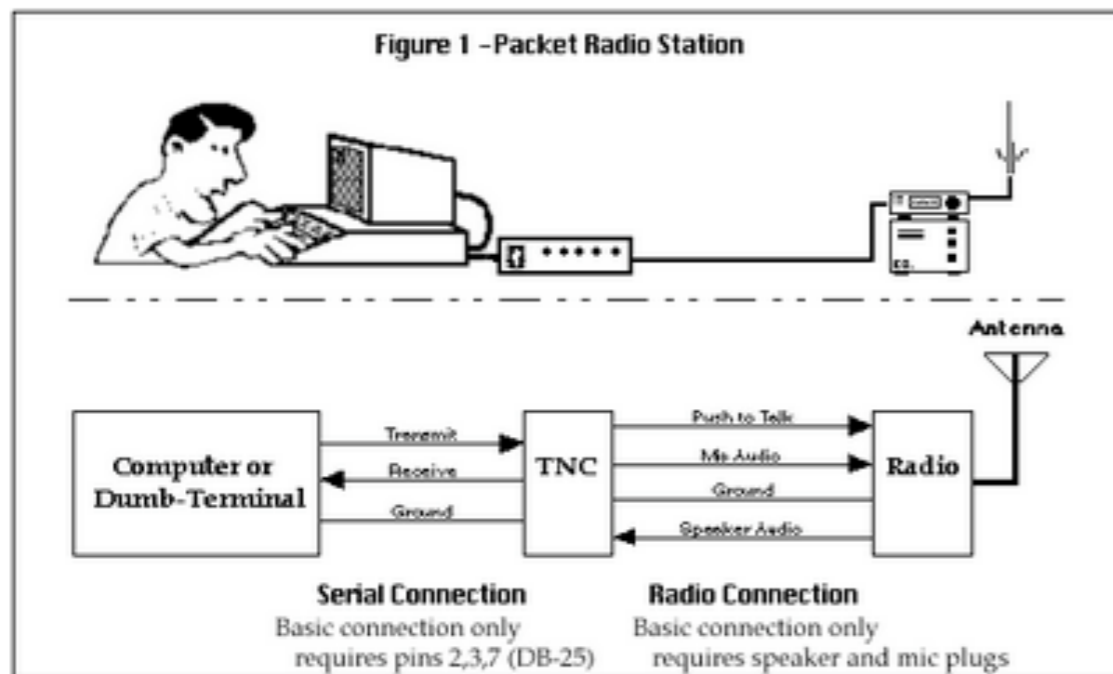 Figure 1 -Packet Radio Station
Antenna
Computer or
Dumb-Terminal
Transmit
Receive
Ground
TNC
Push to Talk
Mic Audio
Ground
Speaker Audio
Radio
Serial Connection
Basic connection only
requires pins 2,3,7 (DB-25)
Radio Connection
Basic connection only
requires speaker and mic plugs